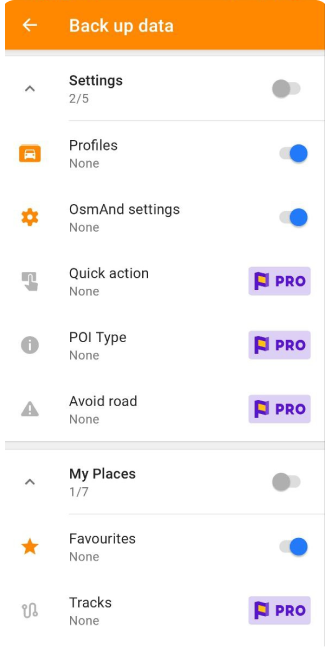 Back up data
Settings
2/5
Profiles
None
OsmAnd settings
None
Quick action
None
PRO
POI Type
None
PRO
Avoid road
None
PRO
My Places
1/7
Favourites
None
Tracks
None
PRO